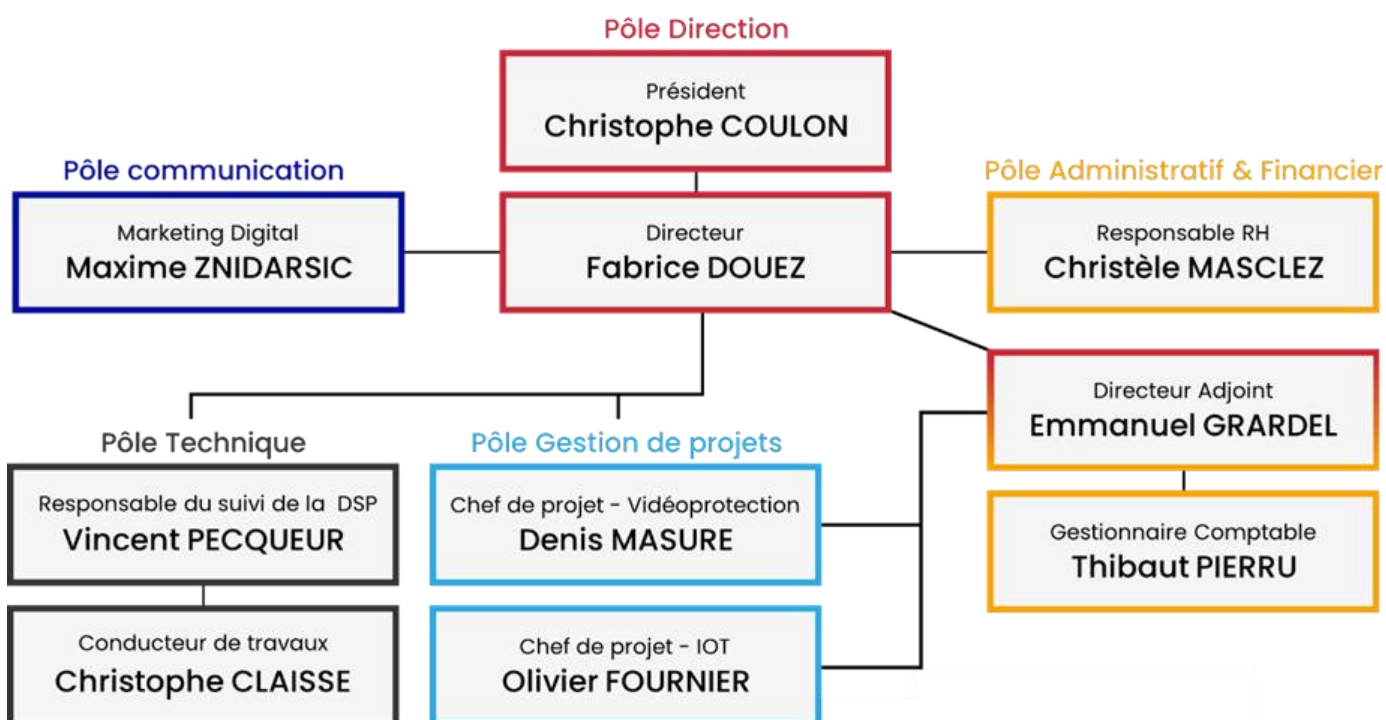 Pôle Direction
Président
Christophe COULON
Pôle communication
Marketing Digital
Maxime ZNIDARSIC
Directeur
Fabrice DOUEZ
Pôle Administratif & Financier
Responsable RH
Christèle MASCLEZ
Directeur Adjoint
Emmanuel GRARDEL
Gestionnaire Comptable
Thibaut PIERRU
Pôle Technique
Responsable du suivi de la DSP
Vincent PECQUEUR
Conducteur de travaux
Christophe CLAISSE
Pôle Gestion de projets
Chef de projet - Vidéoprotection
Denis MASURE
Chef de projet - IOT
Olivier FOURNIER